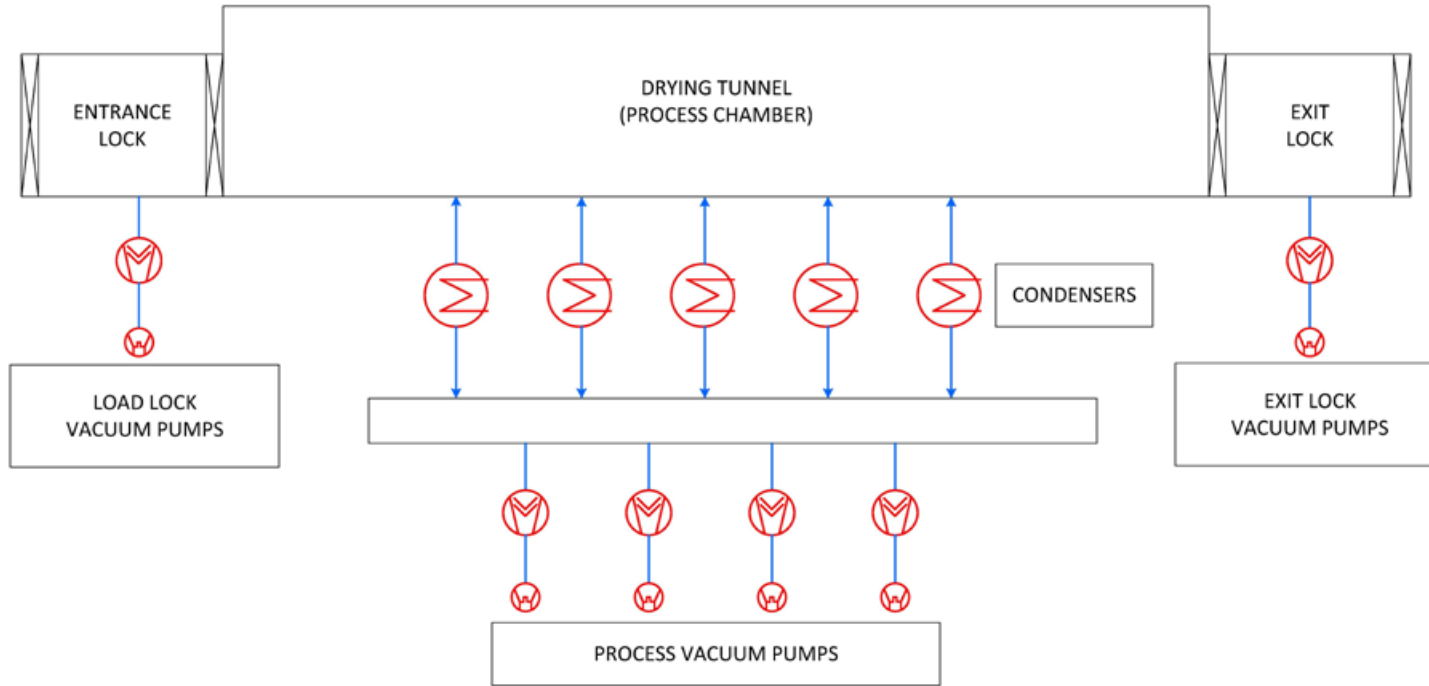 DRYING TUNNEL
(PROCESS CHAMBER)
ENTRANCE
LOCK
EXIT
LOCK
CONDENSERS
LOAD LOCK
VACUUM PUMPS
EXIT LOCK
VACUUM PUMPS
PROCESS VACUUM PUMPS